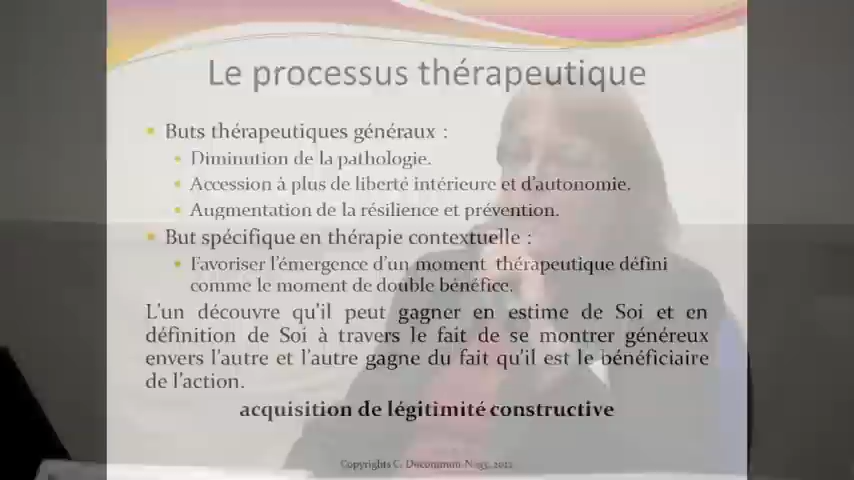 Le processus thérapeutique
Buts thérapeutiques généraux :
Diminution de la pathologie.
Accession à plus de liberté intérieure et d'autonomie.
Augmentation de la résilience et prévention.
But spécifique en thérapie contextuelle :
Favoriser l'émergence d'un moment thérapeutique défini
comme le moment de double bénéfice.
L'un découvre qu'il peut gagner en estime de Soi et en
définition de Soi à travers le fait de se montrer généreux
envers l'autre et l'autre gagne du fait qu'il est le bénéficiaire
de l'action.
acquisition de légitimité constructive
Copyrights C. Ducommun-Nagy, 2012